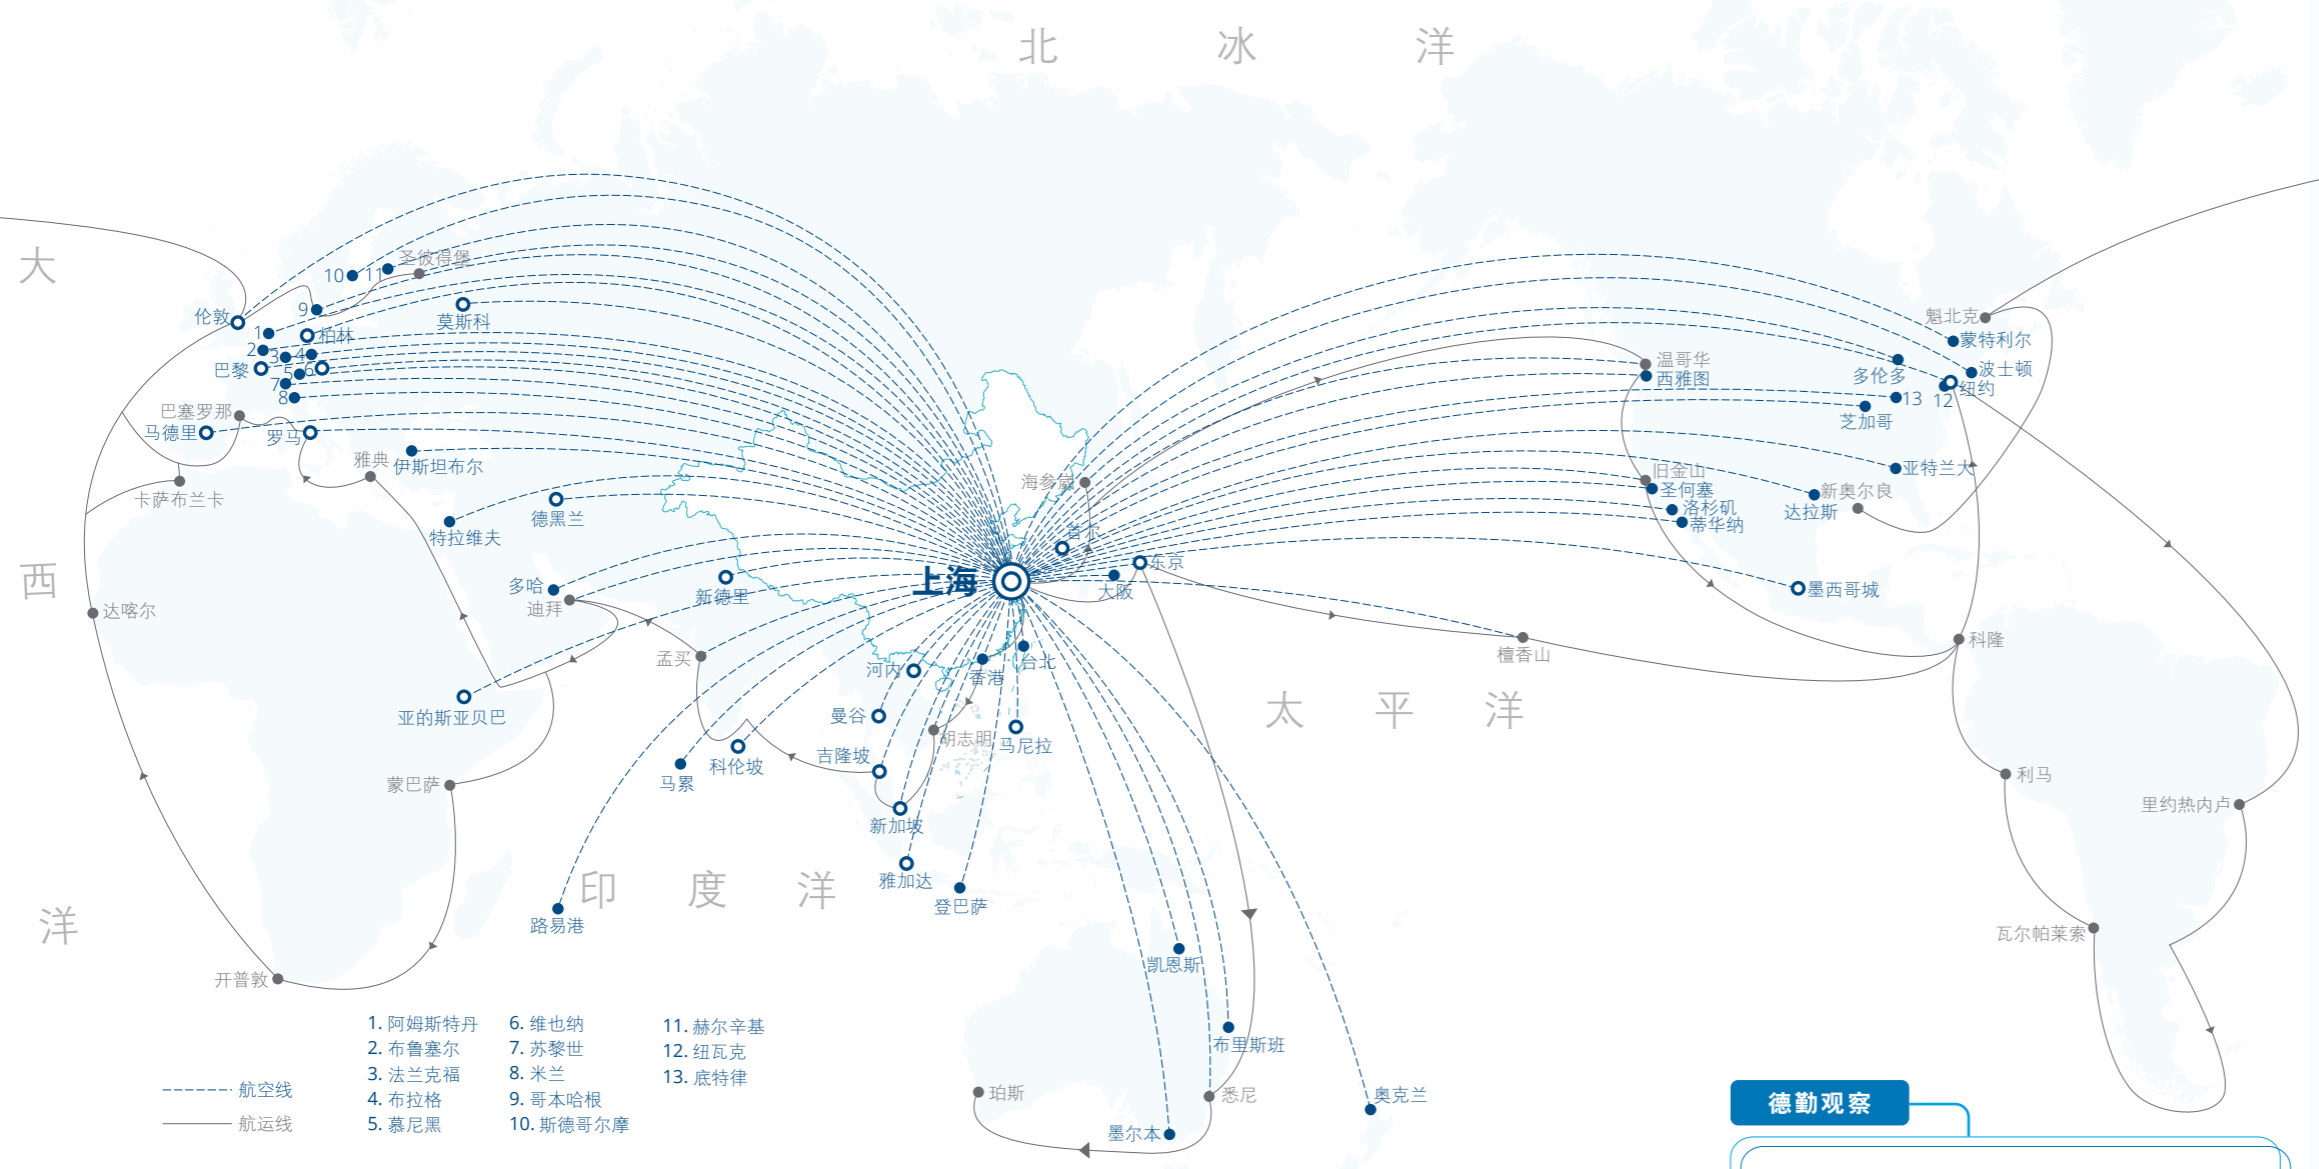 北 冰 洋
大
西
洋
圣彼得堡
10
11
莫斯科
9
伦敦
1
柏林
2
3
4
巴黎
5
6
7
8
巴塞罗那
马德里
罗马
雅典
伊斯坦布尔
卡萨布兰卡
德黑兰
特拉维夫
多哈
迪拜
新德里
达喀尔
孟买
亚的斯亚贝巴
蒙巴萨
开普敦
马累
科伦坡
路易港
印 度 洋
上海
海参崴
首尔
东京
大阪
台北
香港
河内
曼谷
胡志明
马尼拉
吉隆坡
新加坡
雅加达
登巴萨
太 平 洋
檀香山
凯恩斯
布里斯班
珀斯
悉尼
墨尔本
奥克兰
魁北克
蒙特利尔
温哥华
西雅图
多伦多
波士顿
纽约
13
12
芝加哥
旧金山
圣何塞
亚特兰大
新奥尔良
洛杉矶
达拉斯
蒂华纳
墨西哥城
科隆
利马
里约热内卢
瓦尔帕莱索
航空线
航运线
1. 阿姆斯特丹
2. 布鲁塞尔
3. 法兰克福
4. 布拉格
5. 慕尼黑
6. 维也纳
7. 苏黎世
8. 米兰
9. 哥本哈根
10. 斯德哥尔摩
11. 赫尔辛基
12. 纽瓦克
13. 底特律
德勤观察